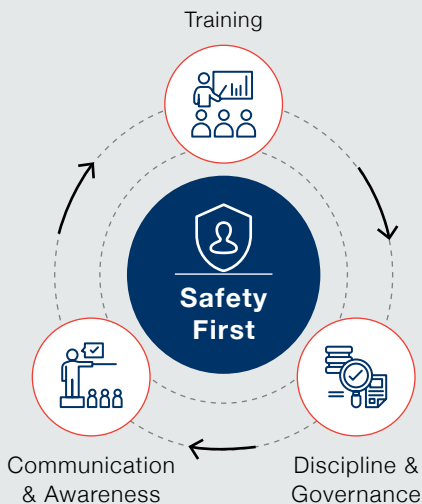 Training
Safety
First
Communication
& Awareness
Discipline &
Governance